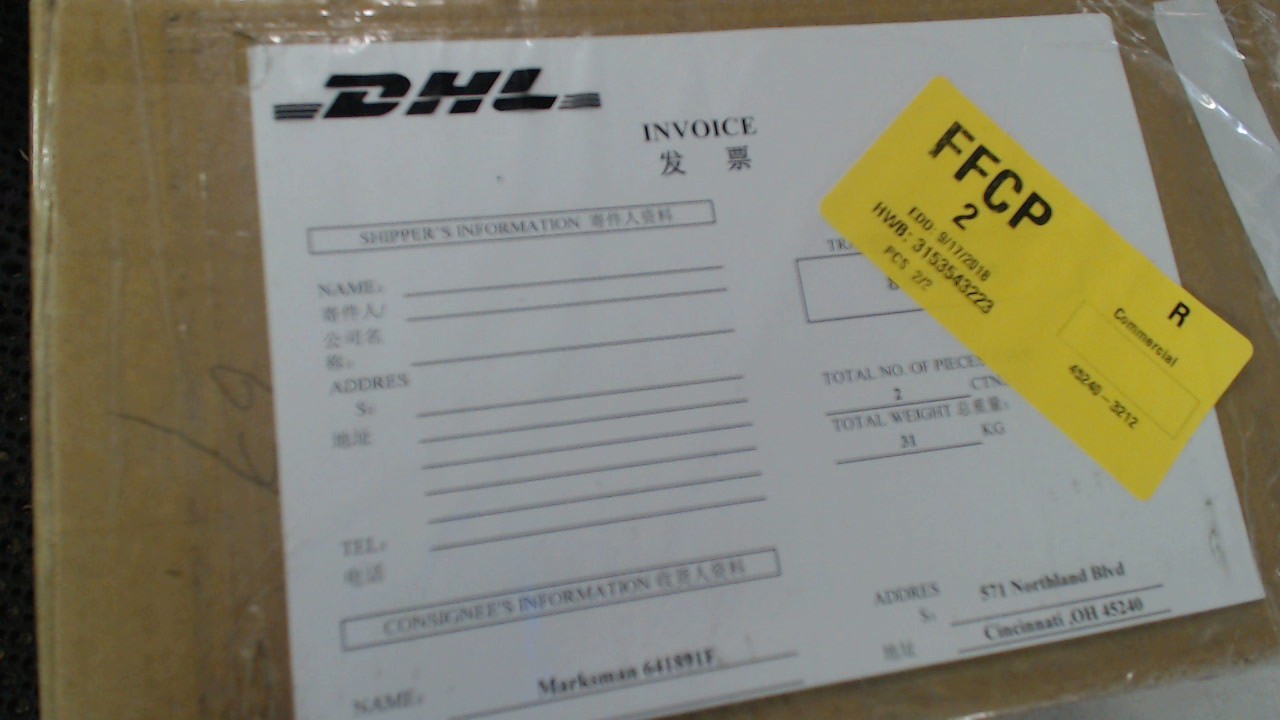 DHL
INVOICE
发 票
SHIPPER'S INFORMATION 寄件人资料
NAME:
寄件人/
公司名
称:
ADDRES
S:
地址
TEL:
电话
CONSIGNEE'S INFORMATION 收货人资料
NAME:
Marksman 641891F
TOTAL NO. OF PIECES
2 CTN.
TOTAL WEIGHT 总重量:
31 KG
ADDRES
S:
地址
571 Northland Blvd
Cincinnati ,OH 45240
FFCP
2
EDD: 9/17/2018
HWB: 3153543223
PCS 2/2
R
Commercial
45240-3212